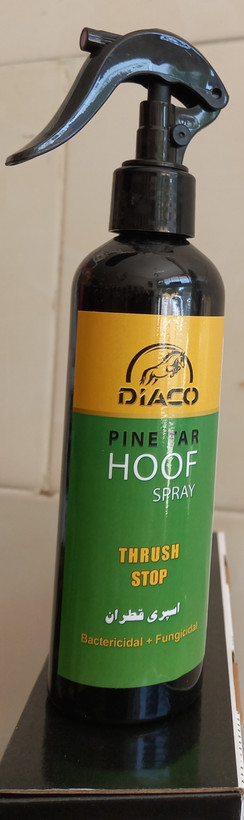 DIACO
PINE TAR
HOOF
SPRAY
THRUSH
STOP
اسپری قطران
Bactericidal + Fungicidal